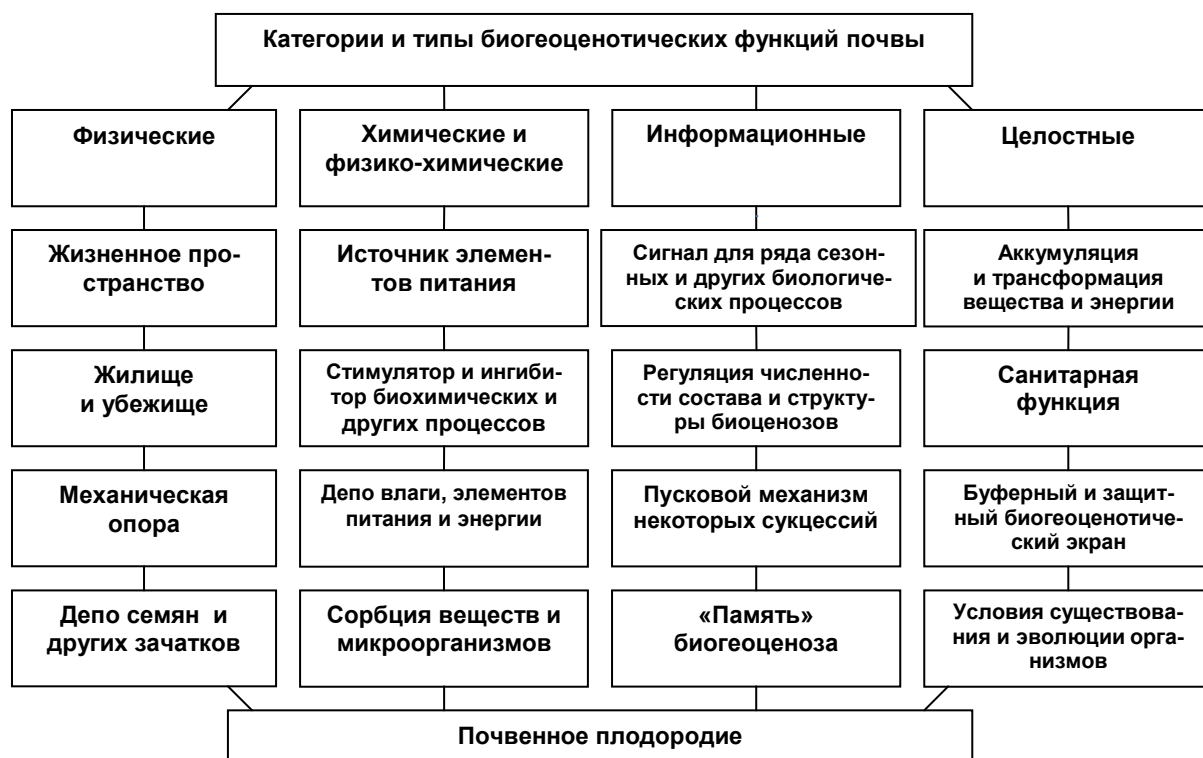 Категории и типы биогеоценотических функций почвы
Физические
Химические и
физико-химические
Информационные
Целостные
Жизненное про-
странство
Источник элемен-
тов питания
Сигнал для ряда сезон-
ных и других биологиче-
ских процессов
Аккумуляция
и трансформация
вещества и энергии
Жилище
и убежище
Стимулятор и ингиби-
тор биохимических и
других процессов
Регуляция численно-
сти состава и структу-
ры биоценозов
Санитарная
функция
Механическая
опора
Депо влаги, элементов
питания и энергии
Пусковой механизм
некоторых сукцессий
Буферный и защит-
ный биогеоценотиче-
ский экран
Депо семян и
других зачатков
Сорбция веществ и
микроорганизмов
«Память»
биогеоценоза
Условия существова-
ния и эволюции орга-
низмов
Почвенное плодородие